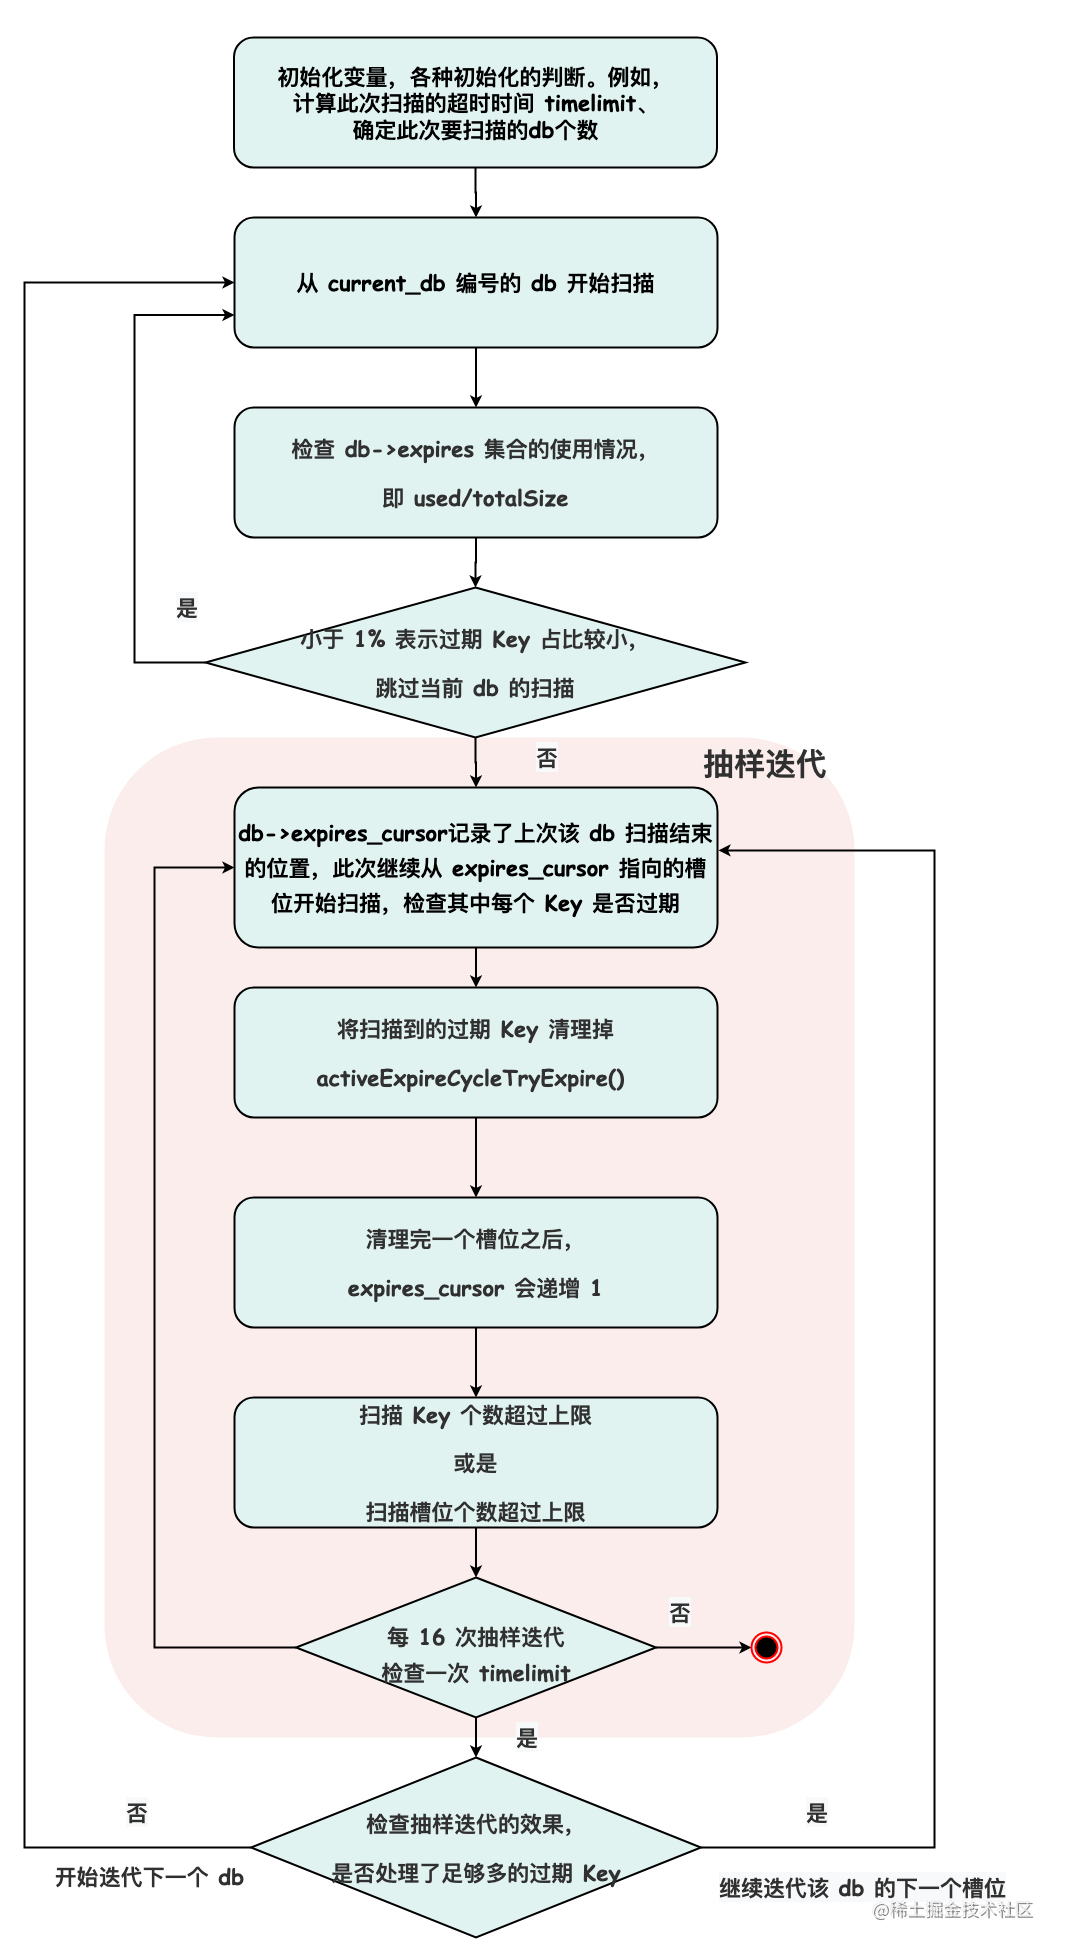 初始化变量，各种初始化的判断。例如，
计算此次扫描的超时时间 timelimit、
确定此次要扫描的db个数
从 current_db 编号的 db 开始扫描
检查 db->expires 集合的使用情况，
即 used/totalSize
是
小于 1% 表示过期 Key 占比较小，
跳过当前 db 的扫描
否
抽样迭代
db->expires_cursor记录了上次该 db 扫描结束
的位置，此次继续从 expires_cursor 指向的槽
位开始扫描，检查其中每个 Key 是否过期
将扫描到的过期 Key 清理掉
activeExpireCycleTryExpire()
清理完一个槽位之后，
expires_cursor 会递增 1
扫描 Key 个数超过上限
或是
扫描槽位个数超过上限
否
每 16 次抽样迭代
检查一次 timelimit
是
否
检查抽样迭代的效果，
是否处理了足够多的过期 Key
是
开始迭代下一个 db
继续迭代该 db 的下一个槽位
@稀土掘金技术社区